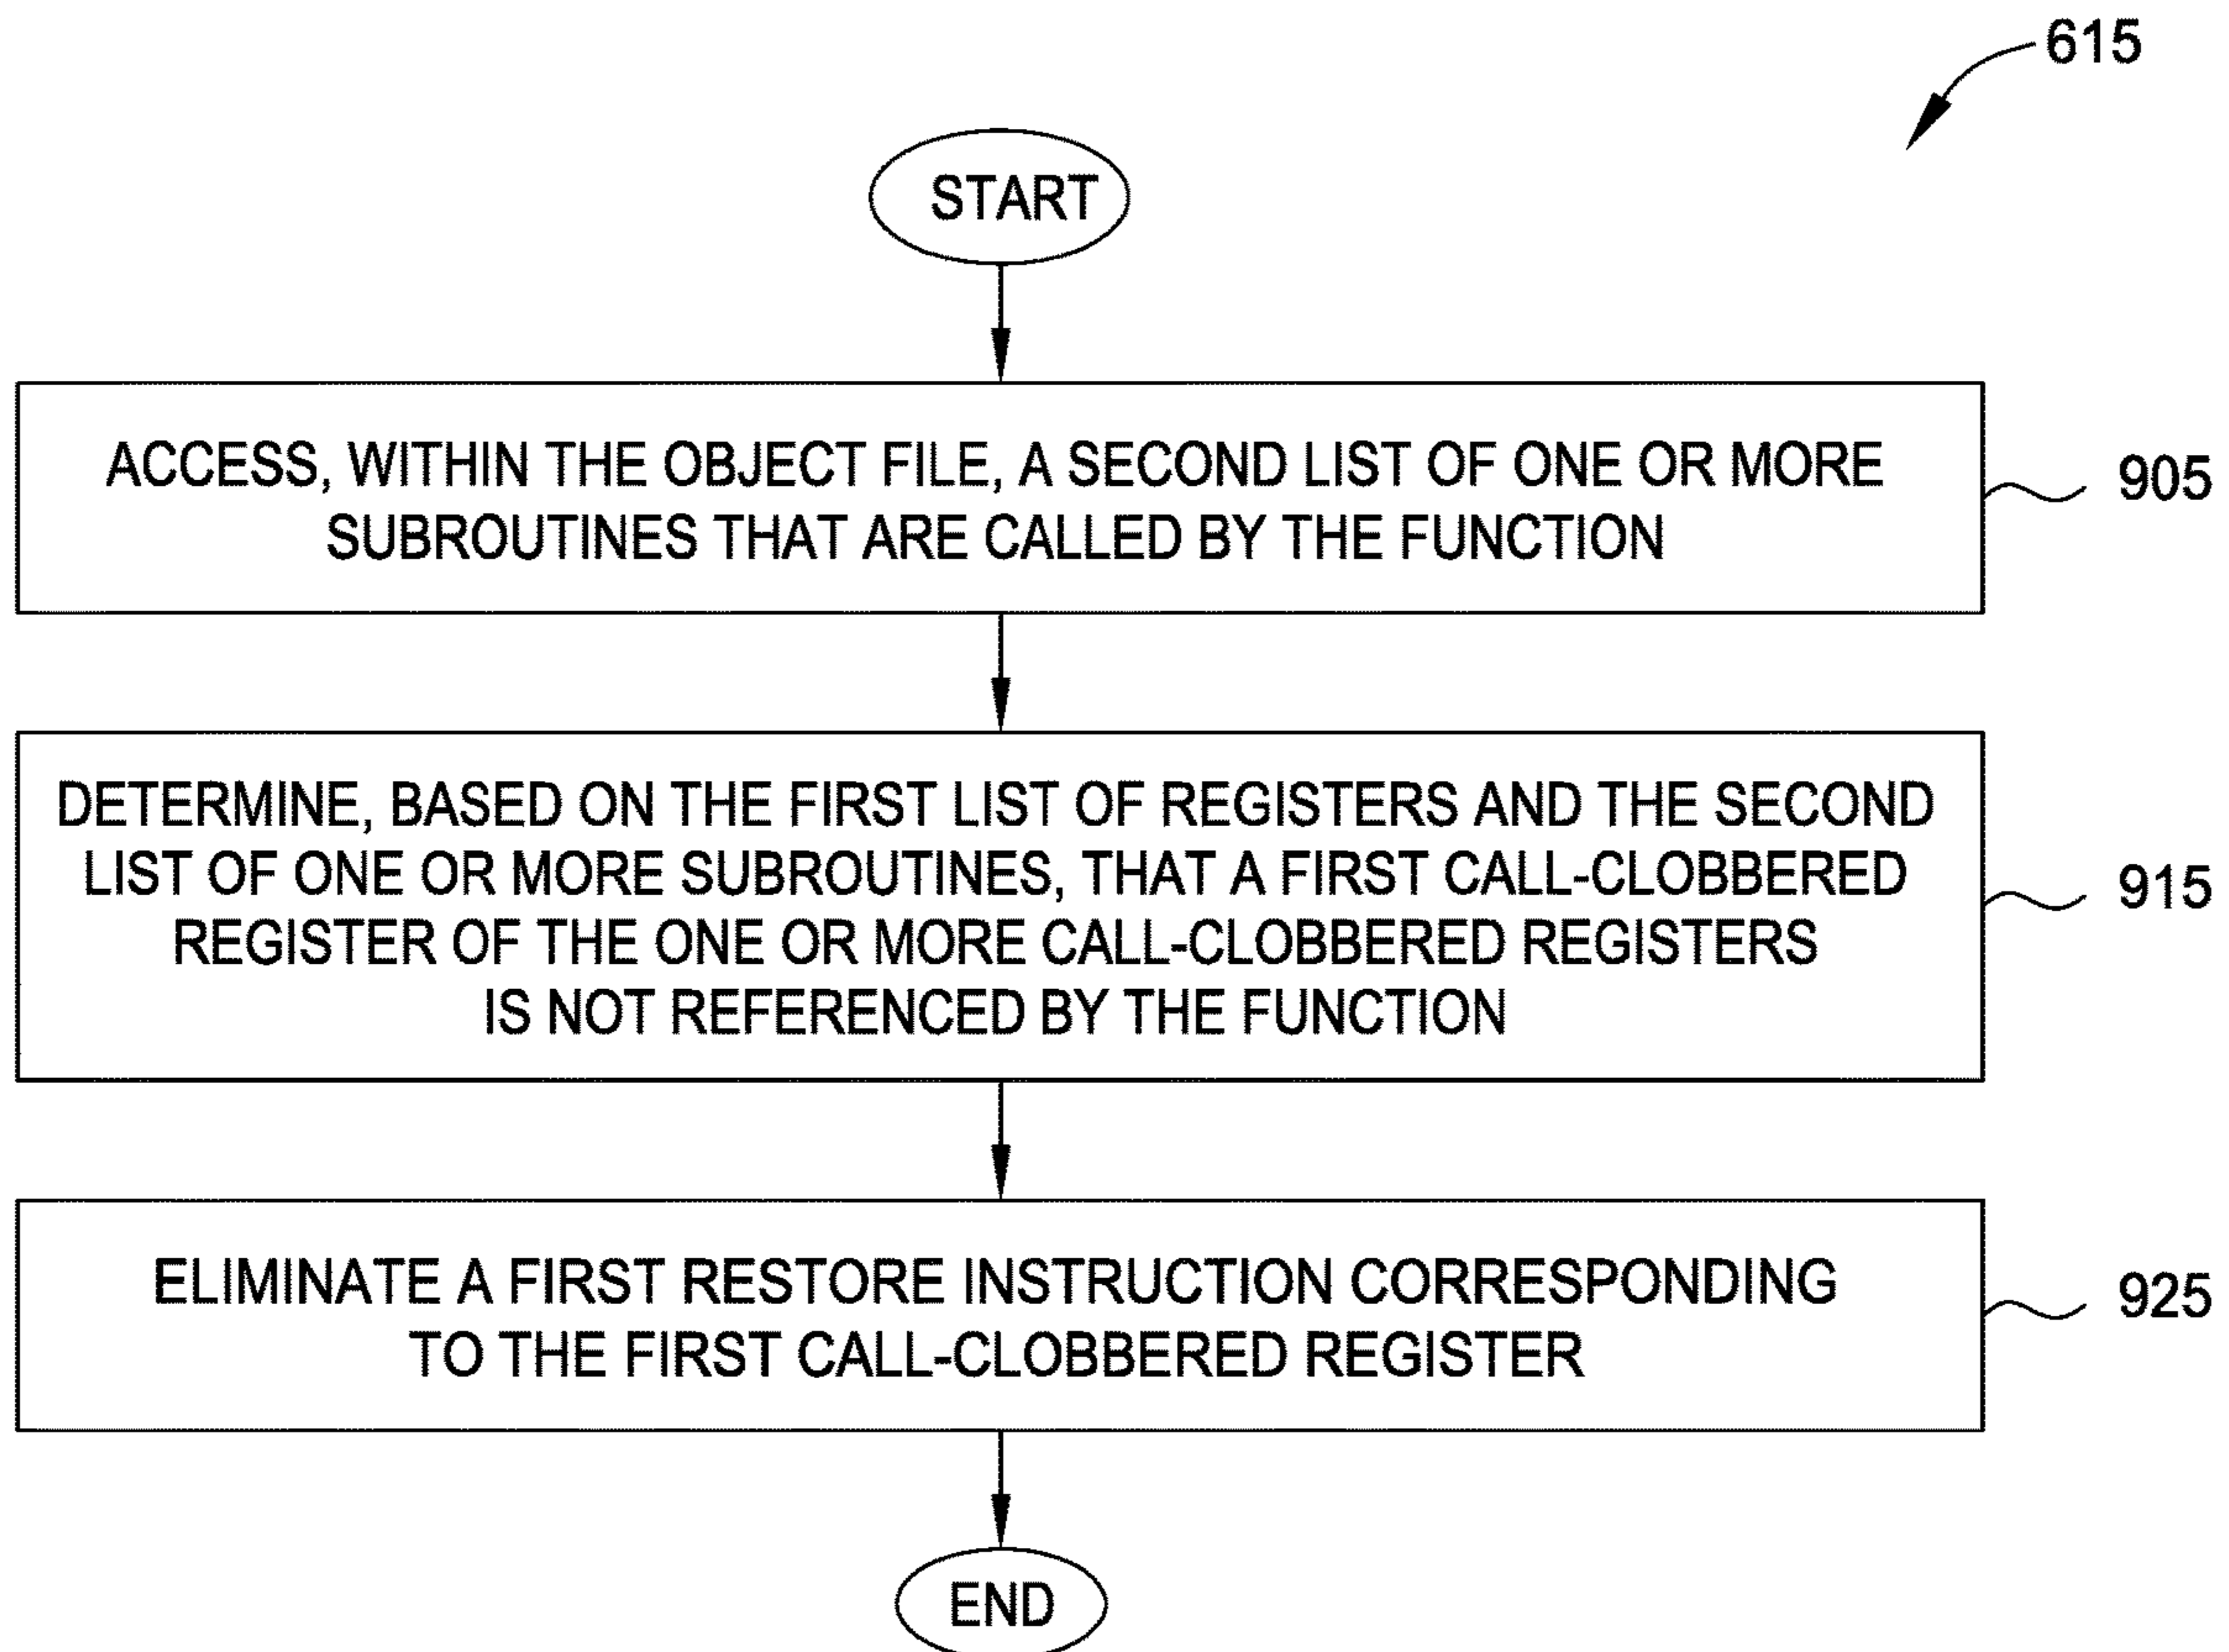 615
START
ACCESS, WITHIN THE OBJECT FILE, A SECOND LIST OF ONE OR MORE
SUBROUTINES THAT ARE CALLED BY THE FUNCTION
905
DETERMINE, BASED ON THE FIRST LIST OF REGISTERS AND THE SECOND
LIST OF ONE OR MORE SUBROUTINES, THAT A FIRST CALL-CLOBBERED
REGISTER OF THE ONE OR MORE CALL-CLOBBERED REGISTERS
IS NOT REFERENCED BY THE FUNCTION
915
ELIMINATE A FIRST RESTORE INSTRUCTION CORRESPONDING
TO THE FIRST CALL-CLOBBERED REGISTER
925
END